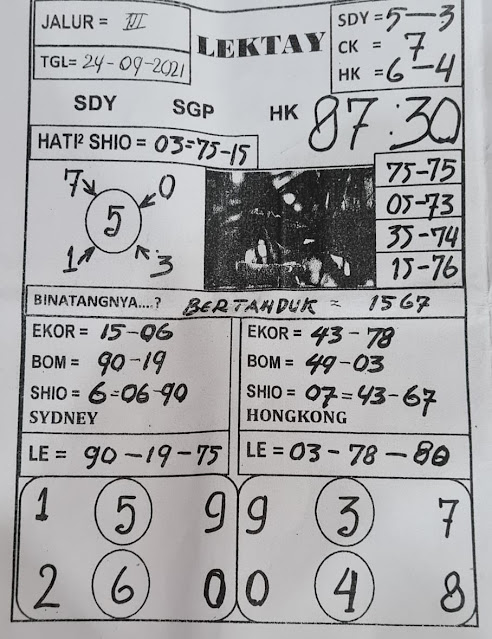 JALUR = III
TGL= 24-09-2021
LEKTAY
SDY = 5-3
CK = 7
HK = 6-4
SDY SGP HK 87:30
HATI² SHIO = 03=75-15
7 0
5
1 3
75-75
05-73
35-74
15-76
BINATANGNYA....? BERTANDUK = 1567
EKOR = 15-06
BOM = 90-19
SHIO = 6=06-90
SYDNEY
LE = 90-19-75
EKOR = 43-78
BOM = 49-03
SHIO = 07=43-67
HONGKONG
LE = 03-78-80
1 5 9 9 3 7
2 6 0 0 4 8